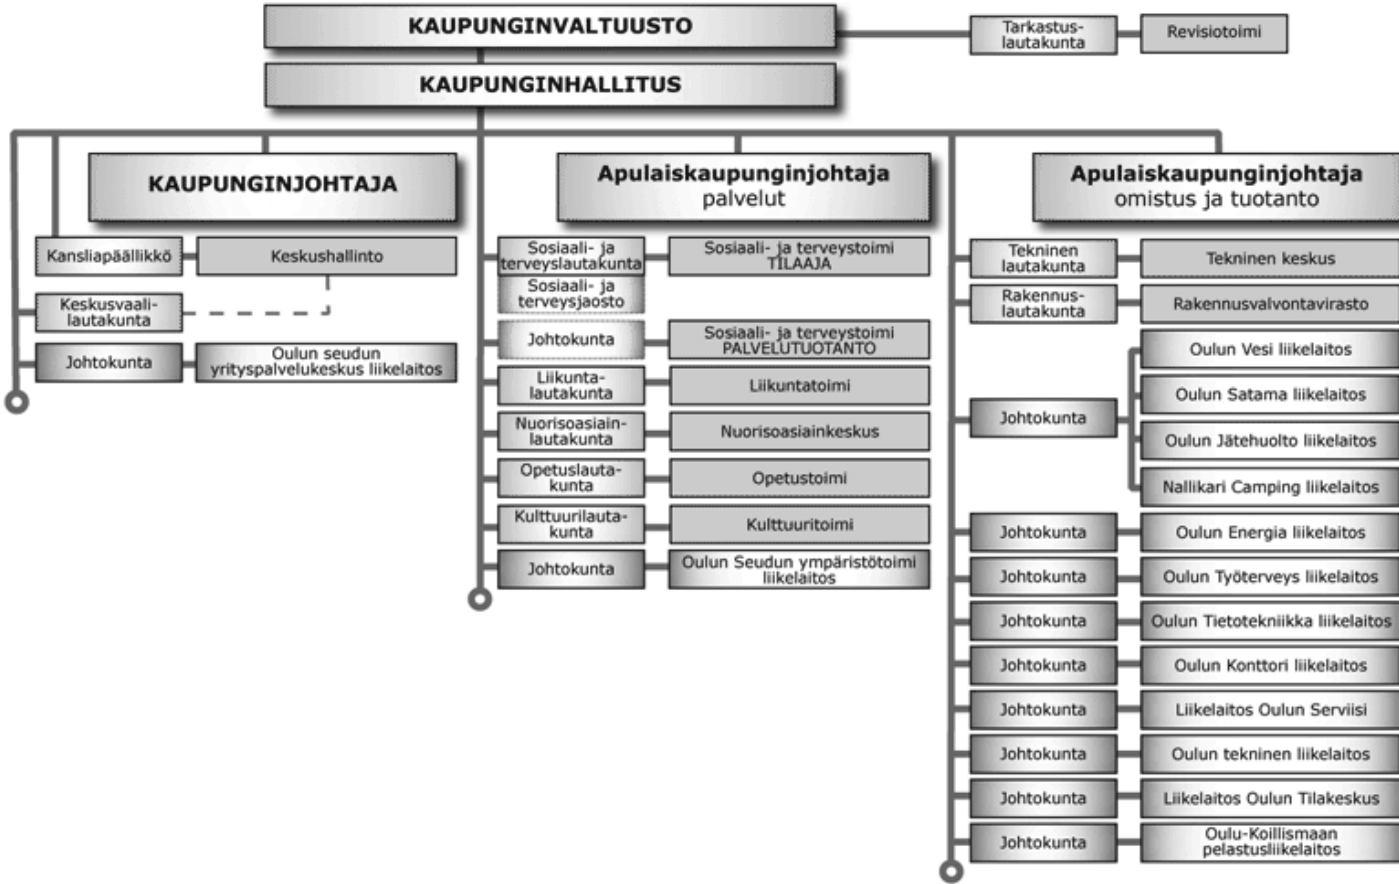 KAUPUNGINVALTUUSTO
Tarkastus-
lautakunta
Revisiotoimi
KAUPUNGINHALLITUS
KAUPUNGINJOHTAJA
Kansliapäällikkö
Keskushallinto
Keskusvaali-
lautakunta
Johtokunta
Oulun seudun
yrityspalvelukeskus liikelaitos
Apulaiskaupunginjohtaja
palvelut
Sosiaali- ja
terveyslautakunta
Sosiaali- ja terveystoimi
TILAAJA
Sosiaali- ja
terveysjaosto
Johtokunta
Sosiaali- ja terveystoimi
PALVELUTUOTANTO
Liikunta-
lautakunta
Liikuntatoimi
Nuorisoasiain-
lautakunta
Nuorisoasiainkeskus
Opetuslauta-
kunta
Opetustoimi
Kulttuurilauta-
kunta
Kulttuuritoimi
Johtokunta
Oulun Seudun ympäristötoimi
liikelaitos
Apulaiskaupunginjohtaja
omistus ja tuotanto
Tekninen
lautakunta
Tekninen keskus
Rakennus-
lautakunta
Rakennusvalvontavirasto
Johtokunta
Oulun Vesi liikelaitos
Oulun Satama liikelaitos
Oulun Jätehuolto liikelaitos
Nallikari Camping liikelaitos
Johtokunta
Oulun Energia liikelaitos
Johtokunta
Oulun Työterveys liikelaitos
Johtokunta
Oulun Tietotekniikka liikelaitos
Johtokunta
Oulun Konttori liikelaitos
Johtokunta
Liikelaitos Oulun Serviisi
Johtokunta
Oulun tekninen liikelaitos
Johtokunta
Liikelaitos Oulun Tilakeskus
Johtokunta
Oulu-Koillismaan
pelastusliikelaitos